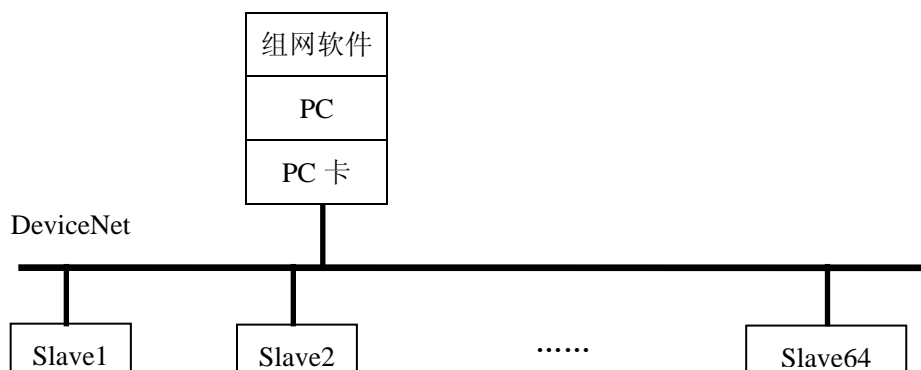 组网软件
PC
PC 卡
DeviceNet
Slave1
Slave2
……
Slave64